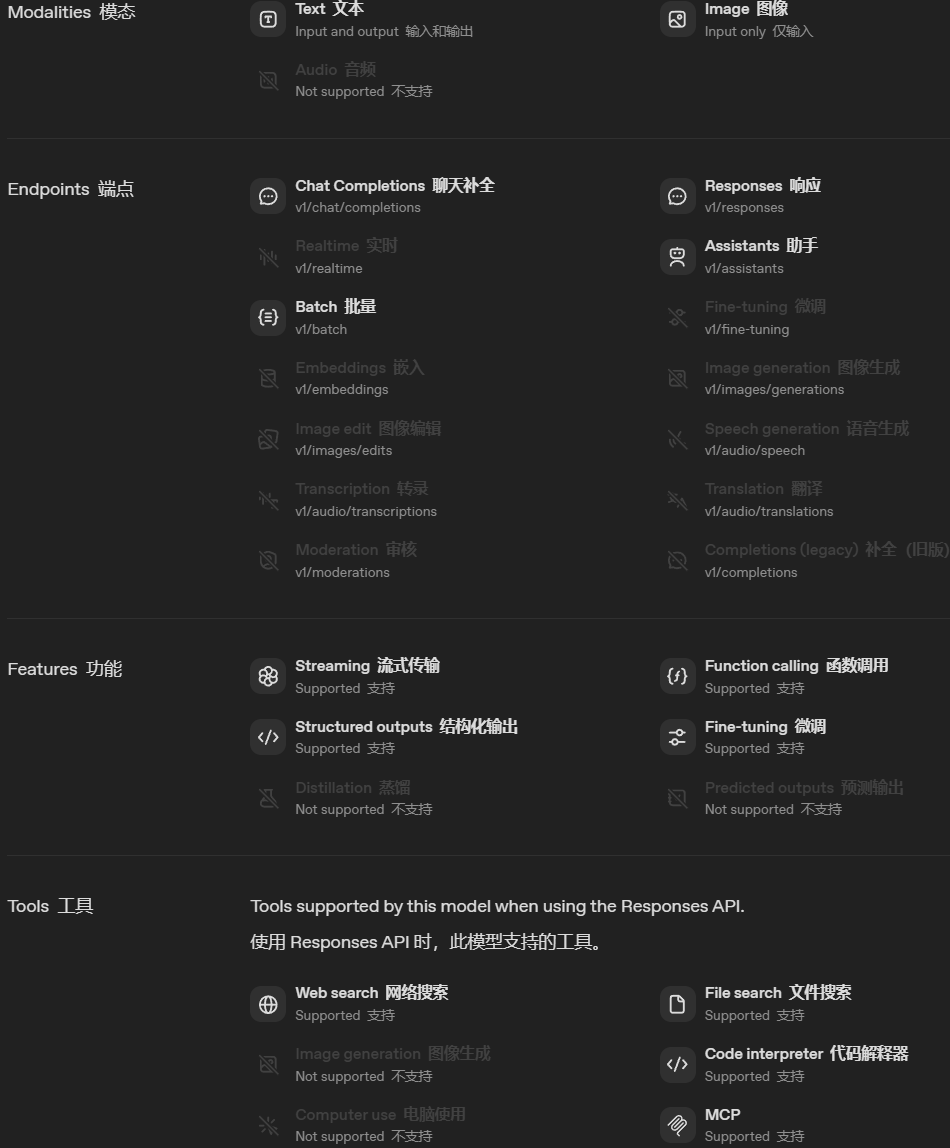 Modalities 模态
Text 文本
Input and output 输入和输出
Image 图像
Input only 仅输入
Audio 音频
Not supported 不支持
Endpoints 端点
Chat Completions 聊天补全
v1/chat/completions
Responses 响应
v1/responses
Realtime 实时
v1/realtime
Assistants 助手
v1/assistants
Batch 批量
v1/batch
Fine-tuning 微调
v1/fine-tuning
Embeddings 嵌入
v1/embeddings
Image generation 图像生成
v1/images/generations
Image edit 图像编辑
v1/images/edits
Speech generation 语音生成
v1/audio/speech
Transcription 转录
v1/audio/transcriptions
Translation 翻译
v1/audio/translations
Moderation 审核
v1/moderations
Completions (legacy) 补全（旧版）
v1/completions
Features 功能
Streaming 流式传输
Supported 支持
Function calling 函数调用
Supported 支持
Structured outputs 结构化输出
Supported 支持
Fine-tuning 微调
Supported 支持
Distillation 蒸馏
Not supported 不支持
Predicted outputs 预测输出
Not supported 不支持
Tools 工具
Tools supported by this model when using the Responses API.
使用 Responses API 时，此模型支持的工具。
Web search 网络搜索
Supported 支持
File search 文件搜索
Supported 支持
Image generation 图像生成
Not supported 不支持
Code interpreter 代码解释器
Supported 支持
Computer use 电脑使用
Not supported 不支持
MCP
Supported 支持